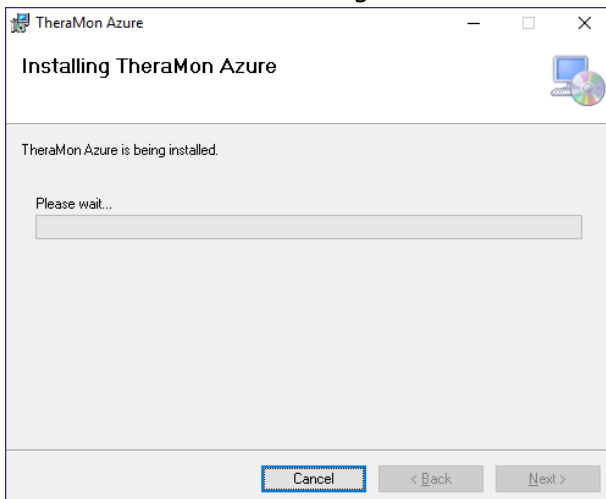 TheraMon Azure
Installing TheraMon Azure
TheraMon Azure is being installed.
Please wait...
Cancel < Back Next >